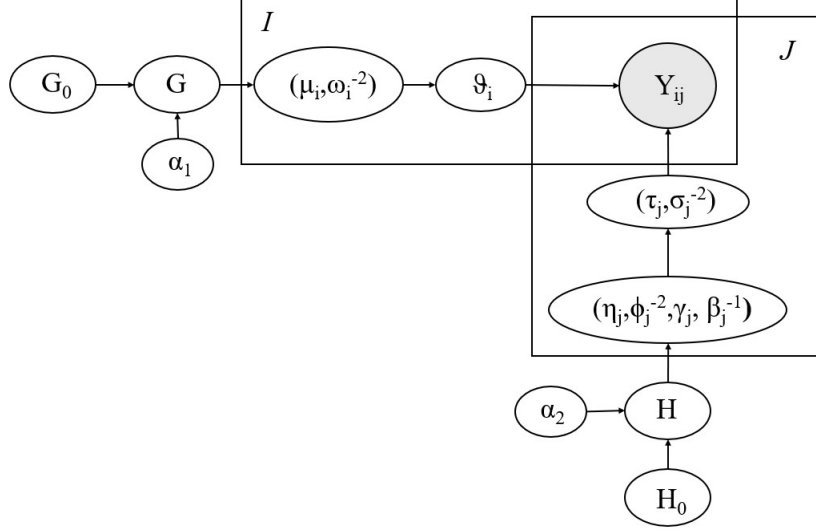 I
J
G₀
G
(μᵢ,ωᵢ⁻²)
ϑᵢ
Yᵢⱼ
α₁
(τⱼ,σⱼ⁻²)
(ηⱼ,ϕⱼ⁻²,γⱼ, βⱼ⁻¹)
α₂
H
H₀